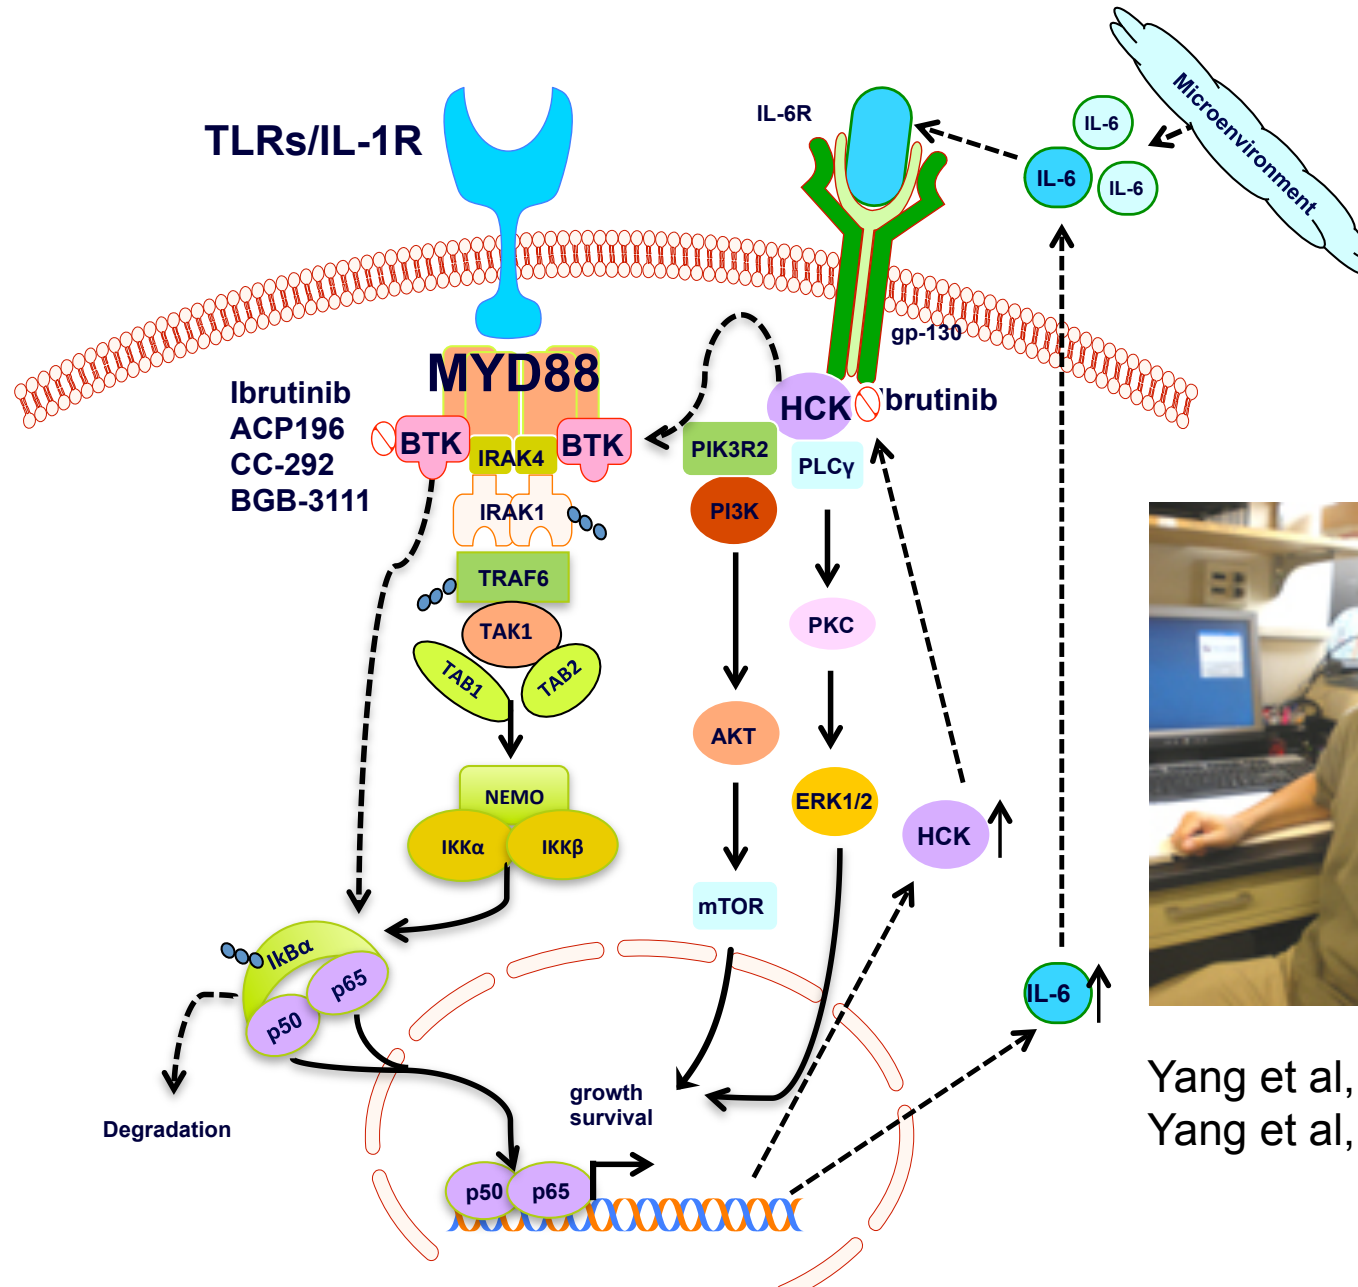 Microenvironment
IL-6R
IL-6
IL-6
IL-6
TLRs/IL-1R
gp-130
MYD88
Ibrutinib
ACP196
CC-292
BGB-3111
HCK
Ibrutinib
BTK
IRAK4
BTK
PIK3R2
PLCγ
IRAK1
PI3K
TRAF6
TAK1
PKC
TAB1
TAB2
AKT
NEMO
ERK1/2
HCK
IKKα
IKKβ
mTOR
IkBα
p65
IL-6
p50
growth
survival
Degradation
Yang et al,
Yang et al,
p50
p65